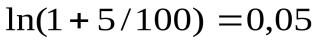 ln(1 + 5/100) = 0,05